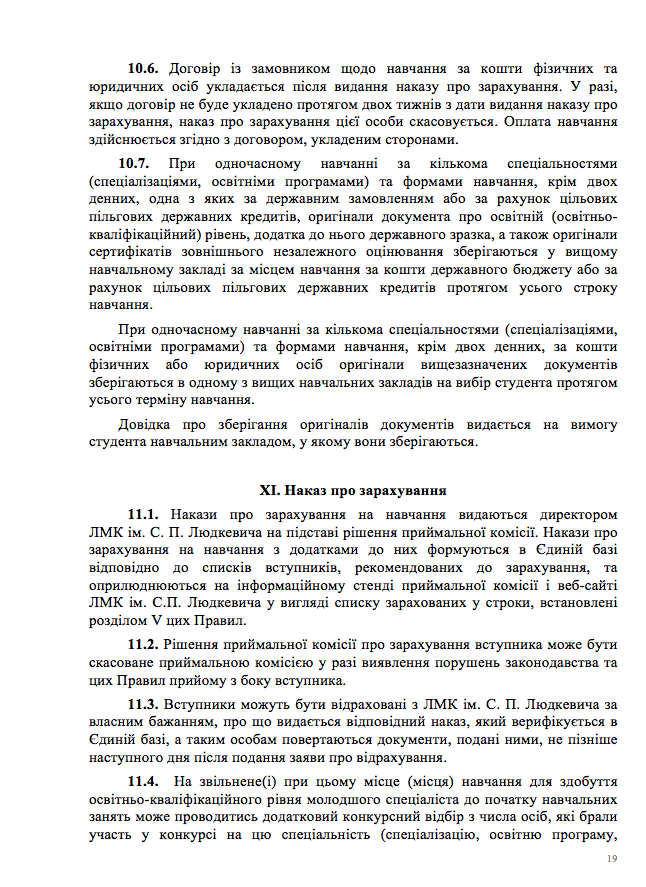 10.6. Договір із замовником щодо навчання за кошти фізичних та
юридичних осіб укладається після видання наказу про зарахування. У разі,
якщо договір не буде укладено протягом двох тижнів з дати видання наказу про
зарахування, наказ про зарахування цієї особи скасовується. Оплата навчання
здійснюється згідно з договором, укладеним сторонами.
10.7. При одночасному навчанні за кількома спеціальностями
(спеціалізаціями, освітніми програмами) та формами навчання, крім двох
денних, одна з яких за державним замовленням або за рахунок цільових
пільгових державних кредитів, оригінали документа про освітній (освітньо-
кваліфікаційний) рівень, додатка до нього державного зразка, а також оригінали
сертифікатів зовнішнього незалежного оцінювання зберігаються у вищому
навчальному закладі за місцем навчання за кошти державного бюджету або за
рахунок цільових пільгових державних кредитів протягом усього строку
навчання.
При одночасному навчанні за кількома спеціальностями (спеціалізаціями,
освітніми програмами) та формами навчання, крім двох денних, за кошти
фізичних або юридичних осіб оригінали вищезазначених документів
зберігаються в одному з вищих навчальних закладів на вибір студента протягом
усього терміну навчання.
Довідка про зберігання оригіналів документів видається на вимогу
студента навчальним закладом, у якому вони зберігаються.
XI. Наказ про зарахування
11.1. Накази про зарахування на навчання видаються директором
ЛМК ім. С. П. Людкевича на підставі рішення приймальної комісії. Накази про
зарахування на навчання з додатками до них формуються в Єдиній базі
відповідно до списків вступників, рекомендованих до зарахування, та
оприлюднюються на інформаційному стенді приймальної комісії і веб-сайті
ЛМК ім. С.П. Людкевича у вигляді списку зарахованих у строки, встановлені
розділом V цих Правил.
11.2. Рішення приймальної комісії про зарахування вступника може бути
скасоване приймальною комісією у разі виявлення порушень законодавства та
цих Правил прийому з боку вступника.
11.3. Вступники можуть бути відраховані з ЛМК ім. С. П. Людкевича за
власним бажанням, про що видається відповідний наказ, який верифікується в
Єдиній базі, а таким особам повертаються документи, подані ними, не пізніше
наступного дня після подання заяви про відрахування.
11.4. На звільнене(і) при цьому місце (місця) навчання для здобуття
освітньо-кваліфікаційного рівня молодшого спеціаліста до початку навчальних
занять може проводитись додатковий конкурсний відбір з числа осіб, які брали
участь у конкурсі на цю спеціальність (спеціалізацію, освітню програму,
19